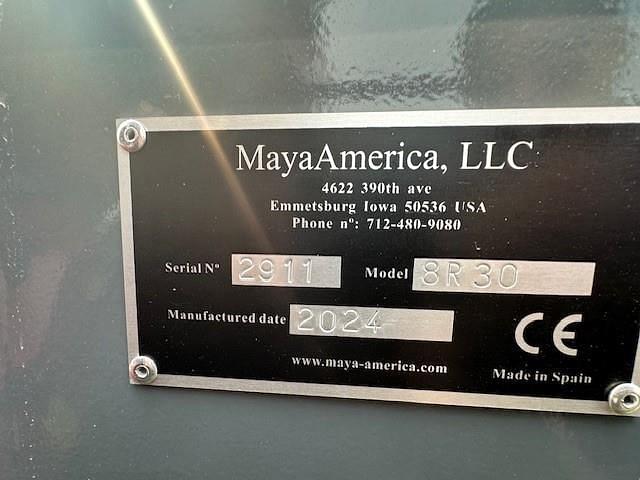 MayaAmerica, LLC
4622 390th ave
Emmetsburg Iowa 50536 USA
Phone nº: 712-480-9080
Serial Nº 2911 Model 8R30
Manufactured date 2024
CE
www.maya-america.com
Made in Spain